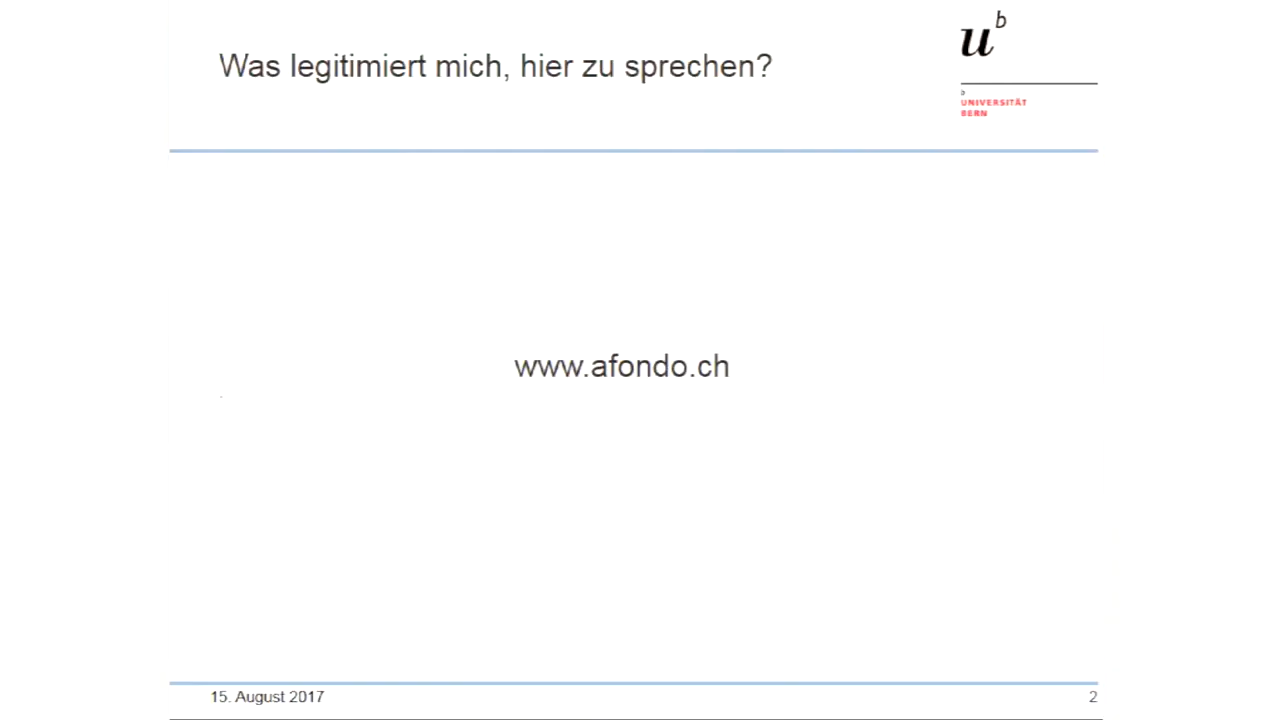 Was legitimiert mich, hier zu sprechen?
u
b
b
UNIVERSITÄT
BERN
www.afondo.ch
15. August 2017
2